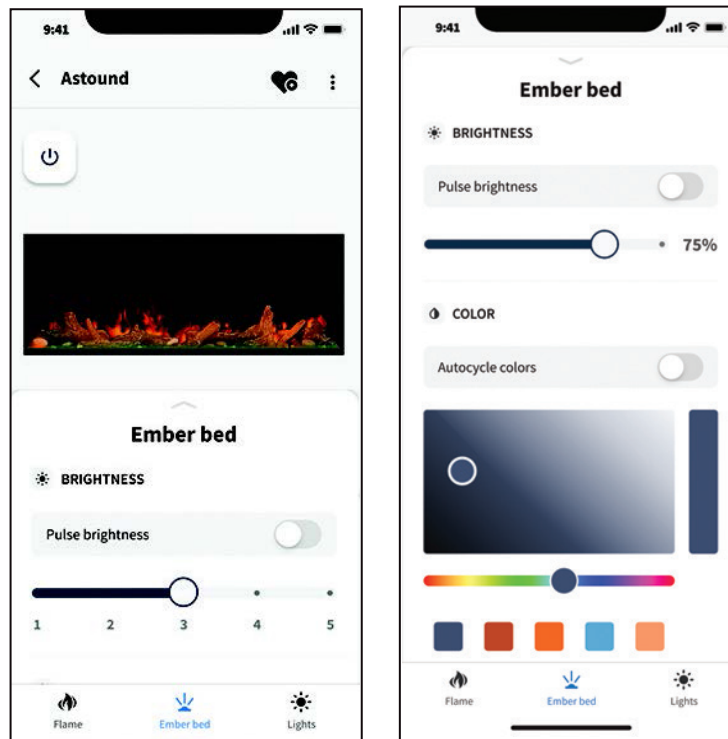 9:41
Astound
Ember bed
BRIGHTNESS
Pulse brightness
1 2 3 4 5
Flame Ember bed Lights
9:41
Ember bed
BRIGHTNESS
Pulse brightness
75%
COLOR
Autocycle colors
Flame Ember bed Lights